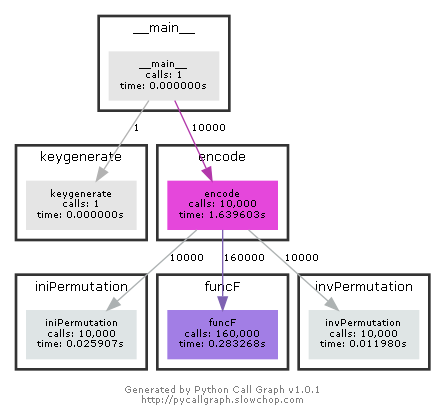 __main__
__main__
calls: 1
time: 0.000000s
1
10000
keygenerate
keygenerate
calls: 1
time: 0.000000s
encode
encode
calls: 10,000
time: 1.639603s
10000
160000
10000
iniPermutation
iniPermutation
calls: 10,000
time: 0.025907s
funcF
funcF
calls: 160,000
time: 0.283268s
invPermutation
invPermutation
calls: 10,000
time: 0.011980s
Generated by Python Call Graph v1.0.1
http://pycallgraph.slowchop.com